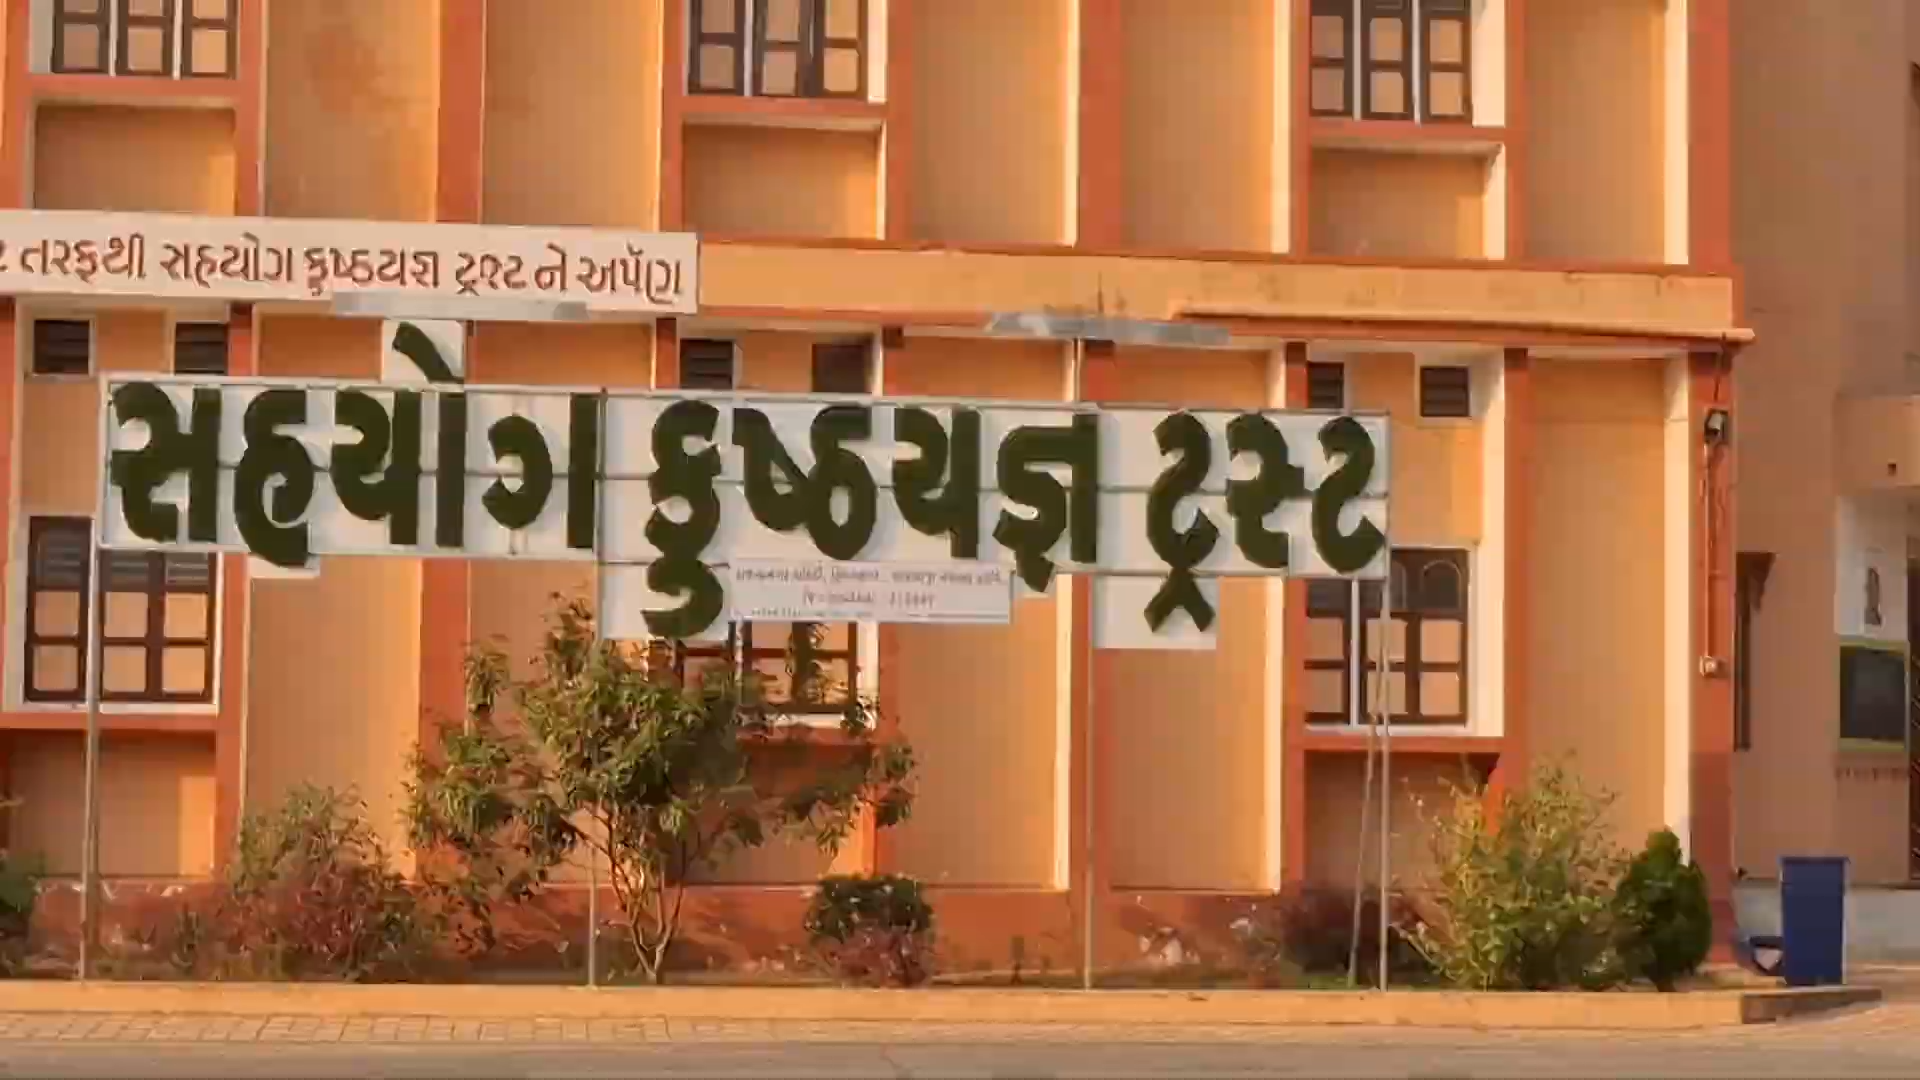 તરફથી સહયોગ કુષ્ઠયજ્ઞ ટ્રસ્ટ ને અર્પણ
સહયોગ કુષ્ઠયજ્ઞ ટ્રસ્ટ